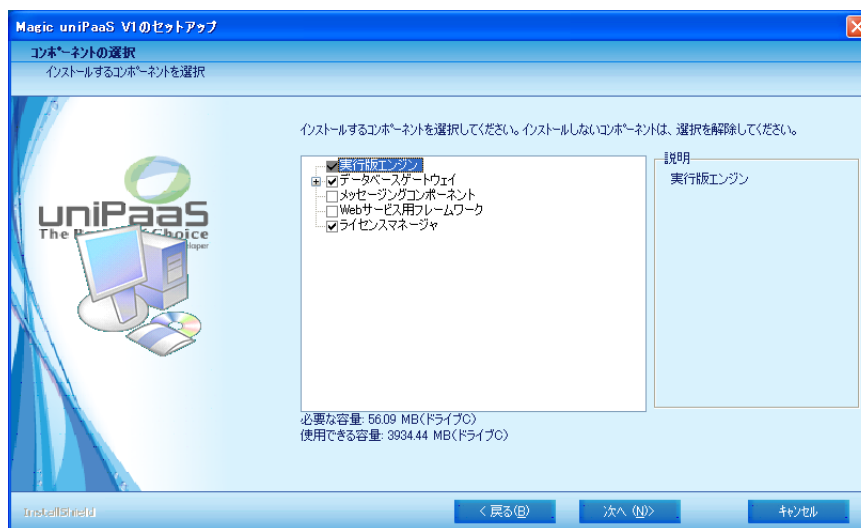 Magic uniPaaS V1のセットアップ
コンポーネントの選択
インストールするコンポーネントを選択
インストールするコンポーネントを選択してください。インストールしないコンポーネントは、選択を解除してください。
実行版エンジン
データベースゲートウェイ
メッセージングコンポーネント
Webサービス用フレームワーク
ライセンスマネージャ
説明
実行版エンジン
uniPaaS
The Choice
必要な容量: 56.09 MB(ドライブC)
使用できる容量: 3934.44 MB(ドライブC)
InstallShield
< 戻る(B)
次へ (N)>
キャンセル